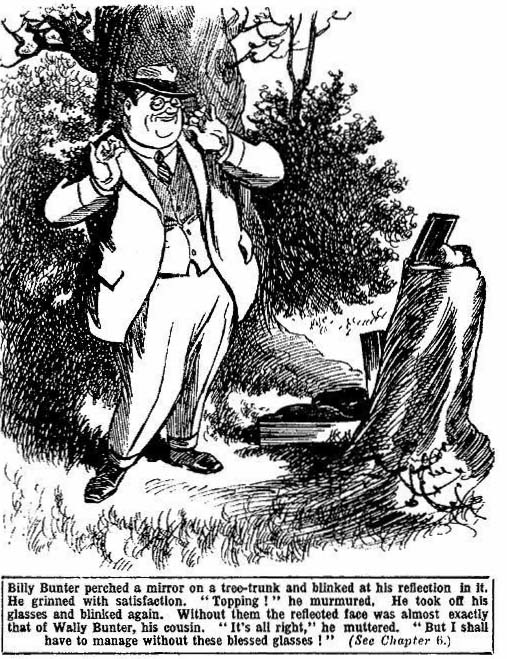 Billy Bunter perched a mirror on a tree-trunk and blinked at his reflection in it.
He grinned with satisfaction. "Topping!" he murmured. He took off his
glasses and blinked again. Without them the reflected face was almost exactly
that of Wally Bunter, his cousin. "It's all right," he muttered. "But I shall
have to manage without these blessed glasses!" (See Chapter 6.)